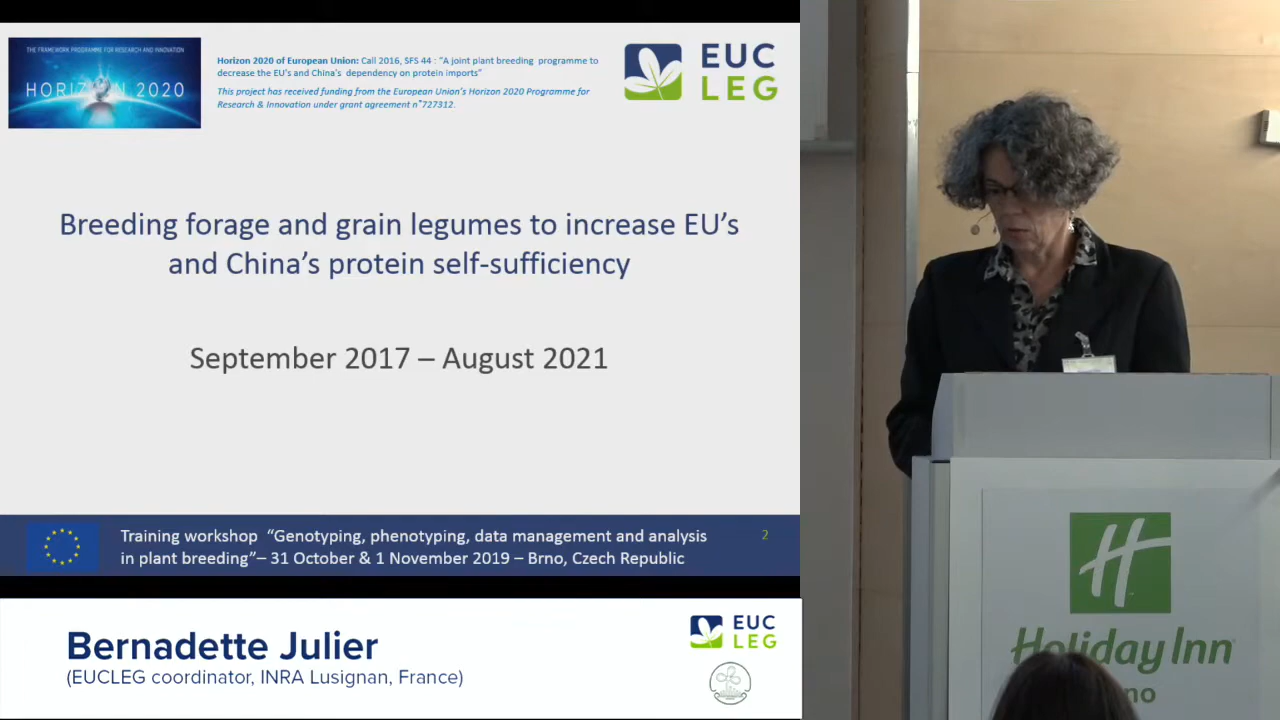 THE FRAMEWORK PROGRAMME FOR RESEARCH AND INNOVATION
HORIZON 2020
Horizon 2020 of European Union: Call 2016, SFS 44 : “A joint plant breeding programme to
decrease the EU's and China's dependency on protein imports”
This project has received funding from the European Union’s Horizon 2020 Programme for
Research & Innovation under grant agreement n°727312.
EUC
LEG
Breeding forage and grain legumes to increase EU’s
and China’s protein self-sufficiency
September 2017 – August 2021
Training workshop “Genotyping, phenotyping, data management and analysis
in plant breeding”– 31 October & 1 November 2019 – Brno, Czech Republic
2
Bernadette Julier
(EUCLEG coordinator, INRA Lusignan, France)
EUC
LEG
H
Holiday Inn